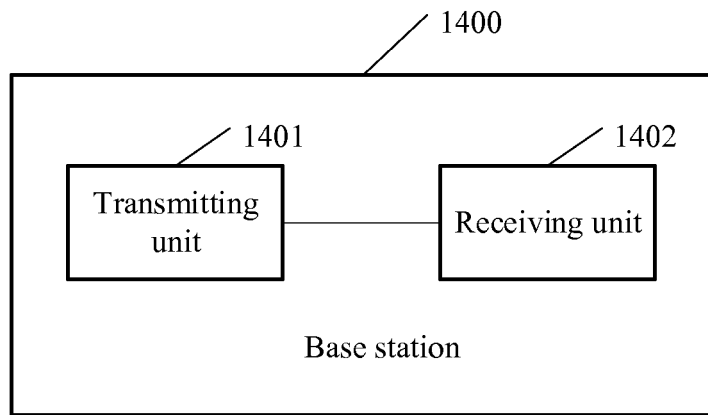 1400
1401
1402
Transmitting
unit
Receiving unit
Base station